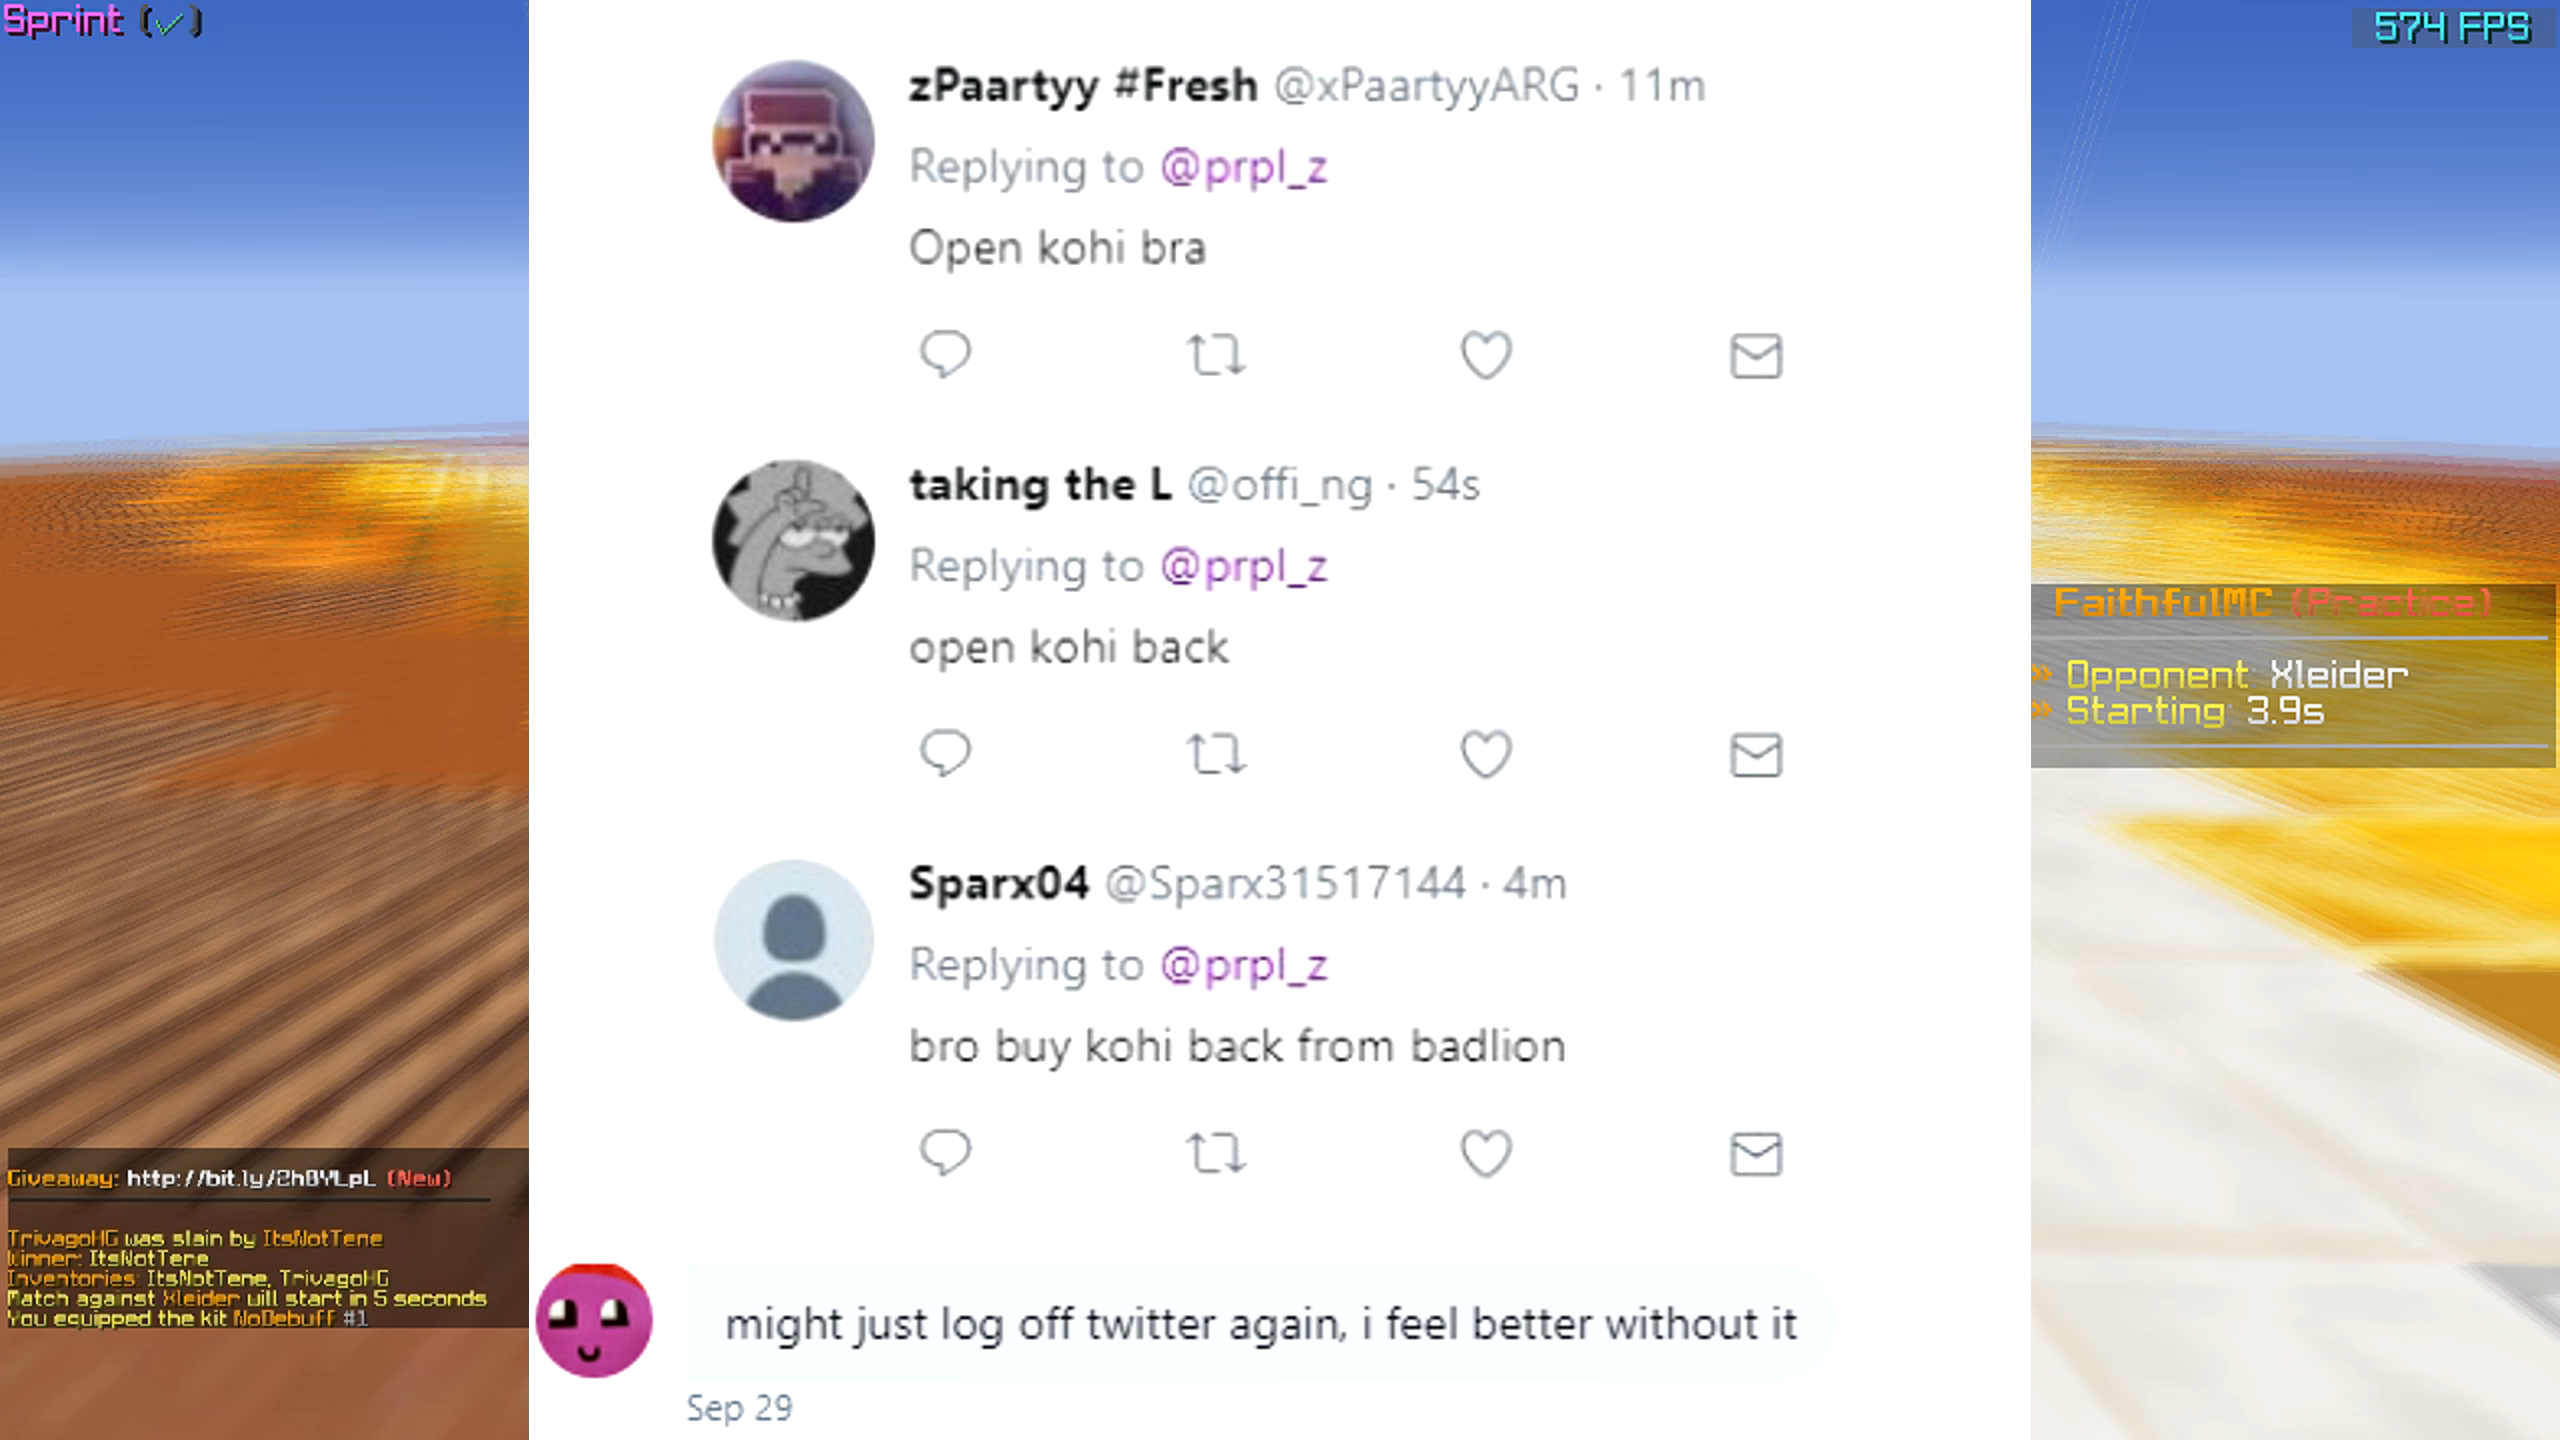 Sprint (✓)
574 FPS
zPaartyy #Fresh @xPaartyyARG · 11m
Replying to @prpl_z
Open kohi bra
taking the L @offi_ng · 54s
Replying to @prpl_z
open kohi back
FaithfulMC (Practice)
» Opponent: Xleider
» Starting: 3.9s
Sparx04 @Sparx31517144 · 4m
Replying to @prpl_z
bro buy kohi back from badlion
Giveaway: http://bit.ly/2h0YLpL (New)
TrivagoHG was slain by ItsNotTene
Winner: ItsNotTene
Inventories: ItsNotTene, TrivagoHG
Match against Xleider will start in 5 seconds
You equipped the kit NoDebuff #1
might just log off twitter again, i feel better without it
Sep 29